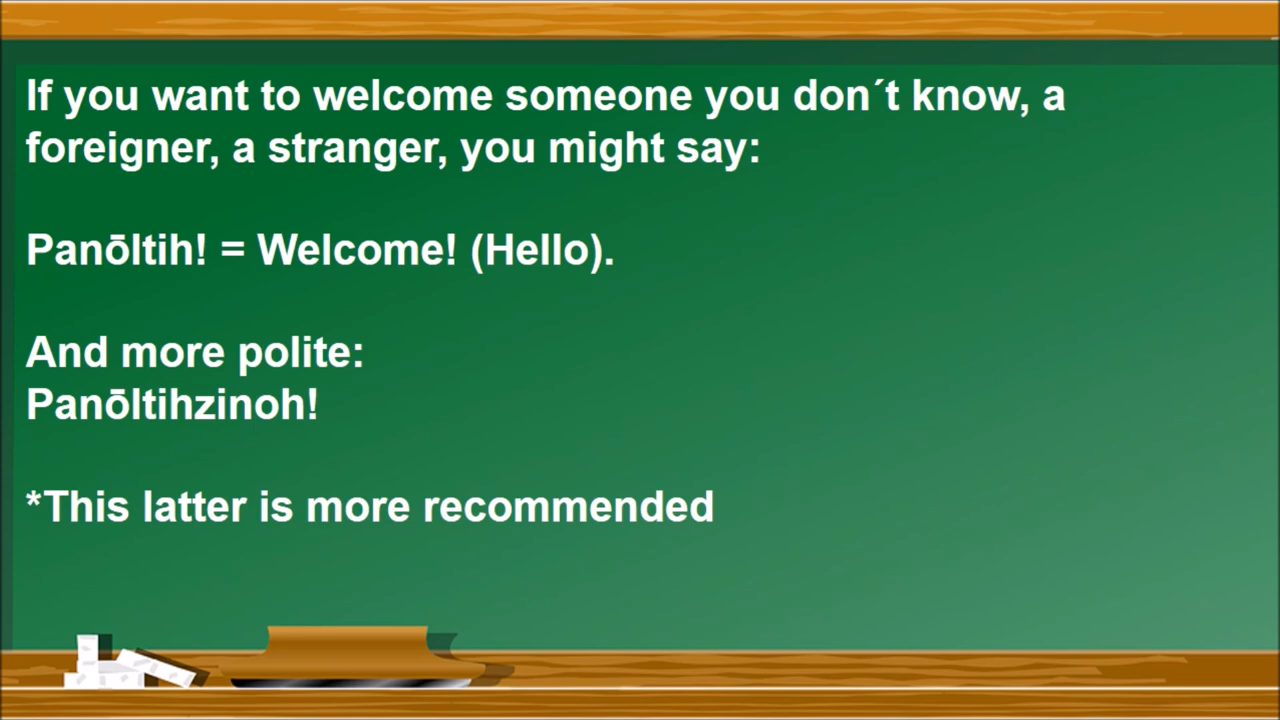 If you want to welcome someone you don´t know, a
foreigner, a stranger, you might say:
Panōltih! = Welcome! (Hello).
And more polite:
Panōltihzinoh!
*This latter is more recommended